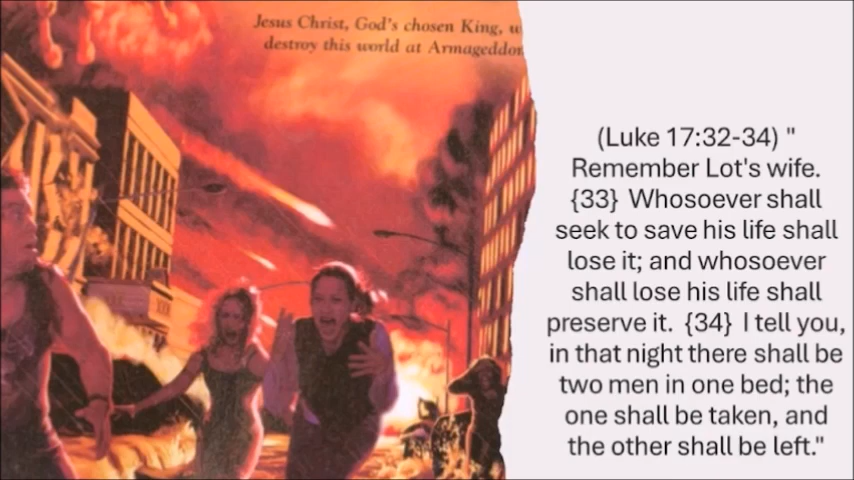 Jesus Christ, God's chosen King, w
destroy this world at Armageddon
(Luke 17:32-34) "
Remember Lot's wife.
{33} Whosoever shall
seek to save his life shall
lose it; and whosoever
shall lose his life shall
preserve it. {34} I tell you,
in that night there shall be
two men in one bed; the
one shall be taken, and
the other shall be left."